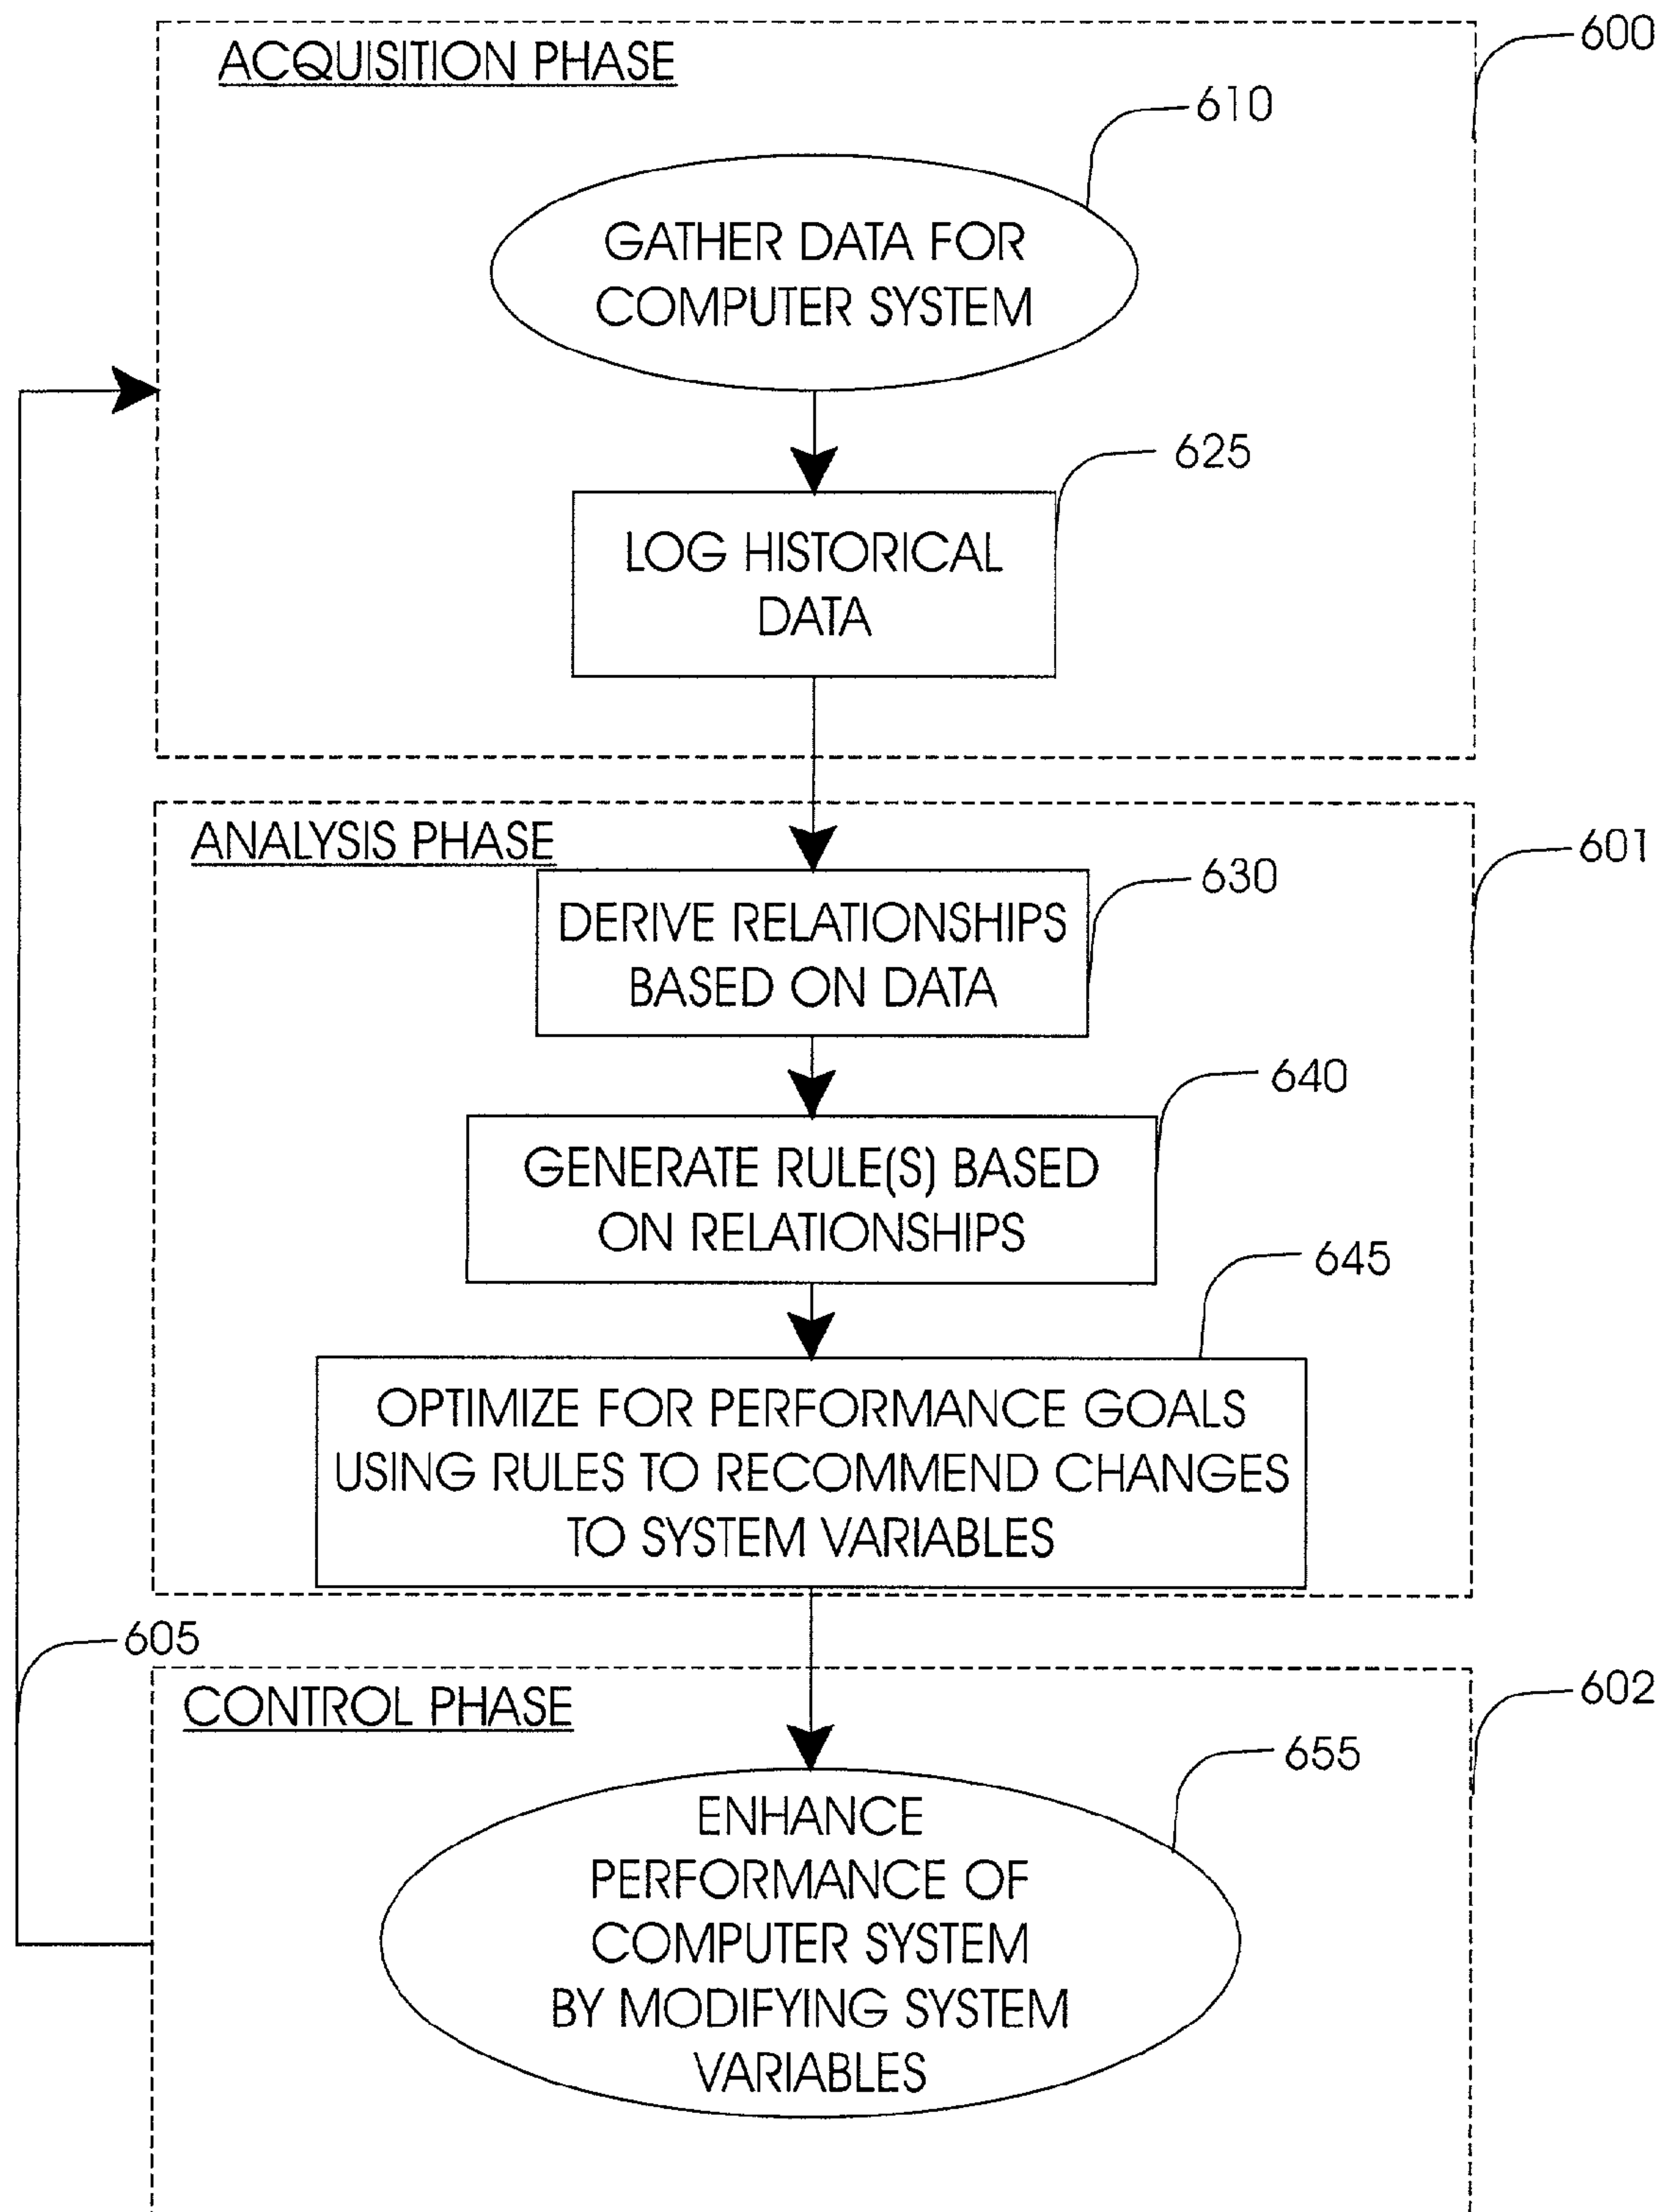 600
ACQUISITION PHASE
610
GATHER DATA FOR
COMPUTER SYSTEM
625
LOG HISTORICAL
DATA
ANALYSIS PHASE
601
630
DERIVE RELATIONSHIPS
BASED ON DATA
640
GENERATE RULE(S) BASED
ON RELATIONSHIPS
645
OPTIMIZE FOR PERFORMANCE GOALS
USING RULES TO RECOMMEND CHANGES
TO SYSTEM VARIABLES
605
602
CONTROL PHASE
655
ENHANCE
PERFORMANCE OF
COMPUTER SYSTEM
BY MODIFYING SYSTEM
VARIABLES